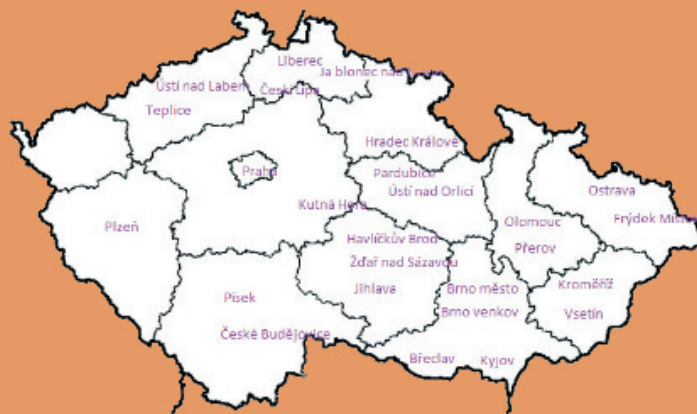 Liberec
Ja blonec nad
Ústí nad Labem
Česká Lípa
Teplice
Hradec Králové
Praha
Pardubice
Ústí nad Orlicí
Ostrava
Kutná Hora
Olomouc
Frýdek Míst
Plzeň
Havlíčkův Brod
Přerov
Žďař nad Sázavou
Jihlava
Brno město
Kroměříž
Písek
Brno venkov
Vsetín
České Budějovice
Břeclav
Kyjov